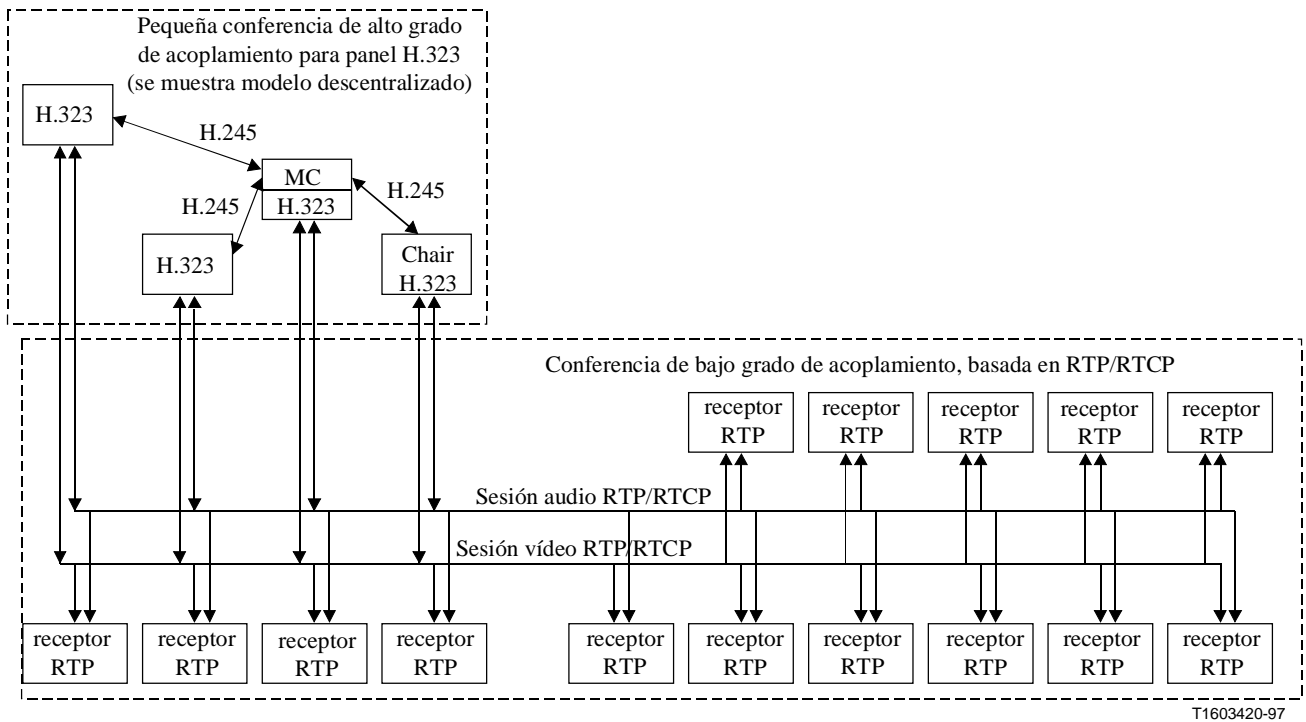 Pequeña conferencia de alto grado
de acoplamiento para panel H.323
(se muestra modelo descentralizado)
H.323
H.245
MC
H.323
H.245
H.245
H.323
Chair
H.323
Conferencia de bajo grado de acoplamiento, basada en RTP/RTCP
receptor
RTP
receptor
RTP
receptor
RTP
receptor
RTP
receptor
RTP
Sesión audio RTP/RTCP
Sesión vídeo RTP/RTCP
receptor
RTP
receptor
RTP
receptor
RTP
receptor
RTP
receptor
RTP
receptor
RTP
receptor
RTP
receptor
RTP
receptor
RTP
receptor
RTP
T1603420-97